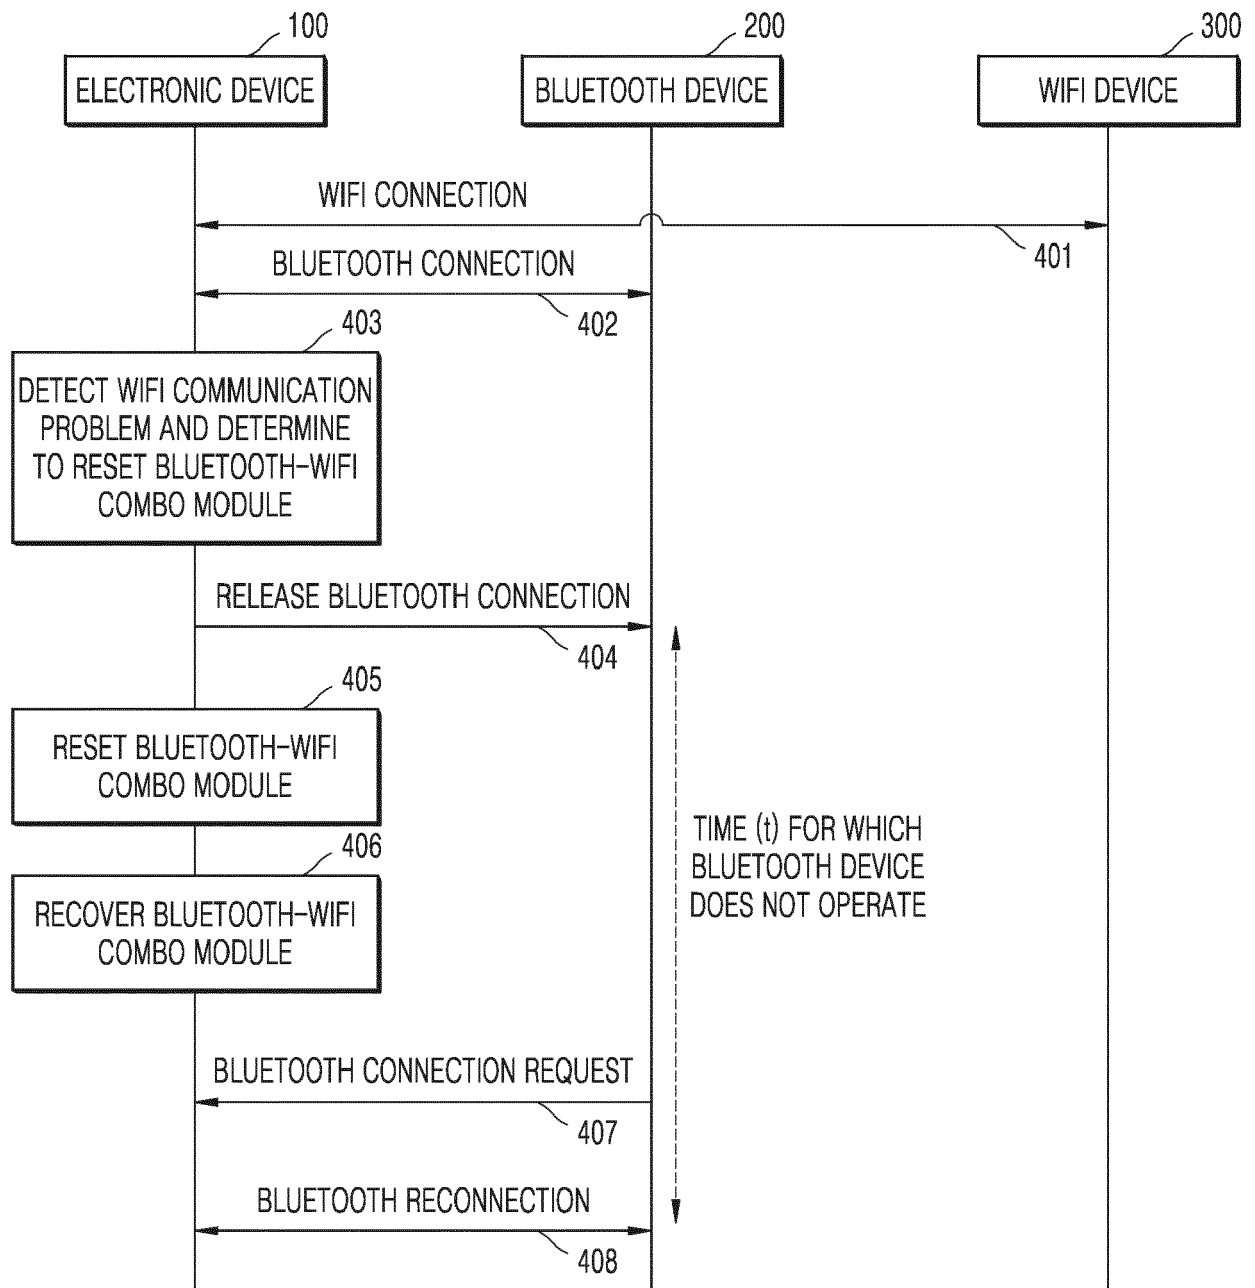 100
200
300
ELECTRONIC DEVICE
BLUETOOTH DEVICE
WIFI DEVICE
WIFI CONNECTION
401
BLUETOOTH CONNECTION
402
403
DETECT WIFI COMMUNICATION
PROBLEM AND DETERMINE
TO RESET BLUETOOTH-WIFI
COMBO MODULE
RELEASE BLUETOOTH CONNECTION
404
405
RESET BLUETOOTH-WIFI
COMBO MODULE
406
RECOVER BLUETOOTH-WIFI
COMBO MODULE
TIME (t) FOR WHICH
BLUETOOTH DEVICE
DOES NOT OPERATE
BLUETOOTH CONNECTION REQUEST
407
BLUETOOTH RECONNECTION
408